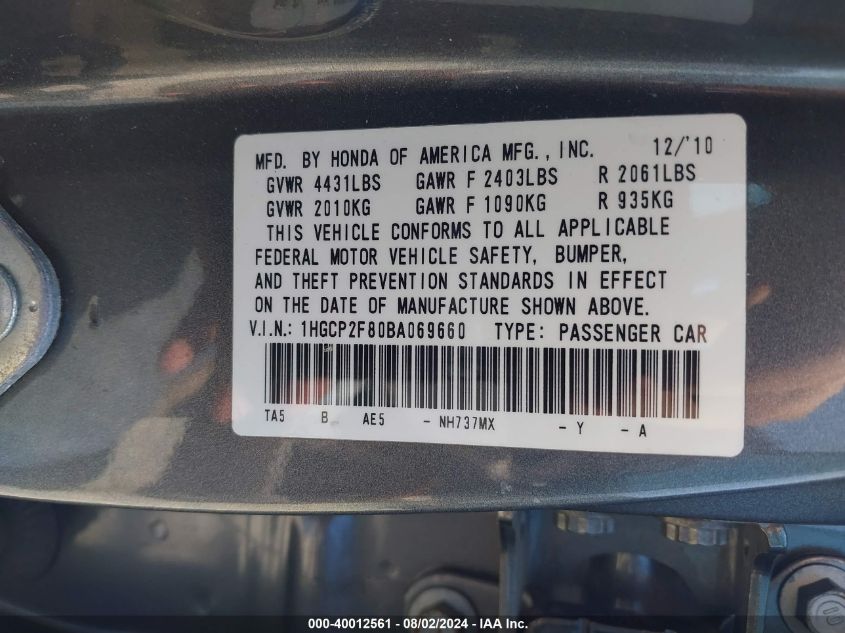 MFD. BY HONDA OF AMERICA MFG., INC. 12/'10
GVWR 4431LBS GAWR F 2403LBS R 2061LBS
GVWR 2010KG GAWR F 1090KG R 935KG
THIS VEHICLE CONFORMS TO ALL APPLICABLE
FEDERAL MOTOR VEHICLE SAFETY, BUMPER,
AND THEFT PREVENTION STANDARDS IN EFFECT
ON THE DATE OF MANUFACTURE SHOWN ABOVE.
V.I.N.: 1HGCP2F80BA069660 TYPE: PASSENGER CAR
TA5 B AE5 - NH737MX - Y - A
000-40012561 - 08/02/2024 - IAA Inc.